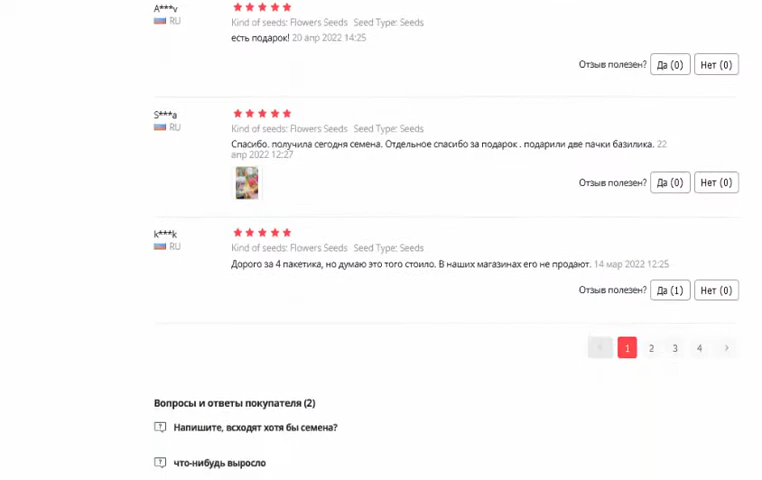 A***v
RU
Kind of seeds: Flowers Seeds Seed Type: Seeds
есть подарок! 20 апр 2022 14:25
Отзыв полезен? Да (0) Нет (0)
S***a
RU
Kind of seeds: Flowers Seeds Seed Type: Seeds
Спасибо. получила сегодня семена. Отдельное спасибо за подарок . подарили две пачки базилика. 22
апр 2022 12:27
Отзыв полезен? Да (0) Нет (0)
k***k
RU
Kind of seeds: Flowers Seeds Seed Type: Seeds
Дорого за 4 пакетика, но думаю это того стоило. В наших магазинах его не продают. 14 мар 2022 12:25
Отзыв полезен? Да (1) Нет (0)
1 2 3 4
Вопросы и ответы покупателя (2)
Напишите, всходят хотя бы семена?
что-нибудь выросло